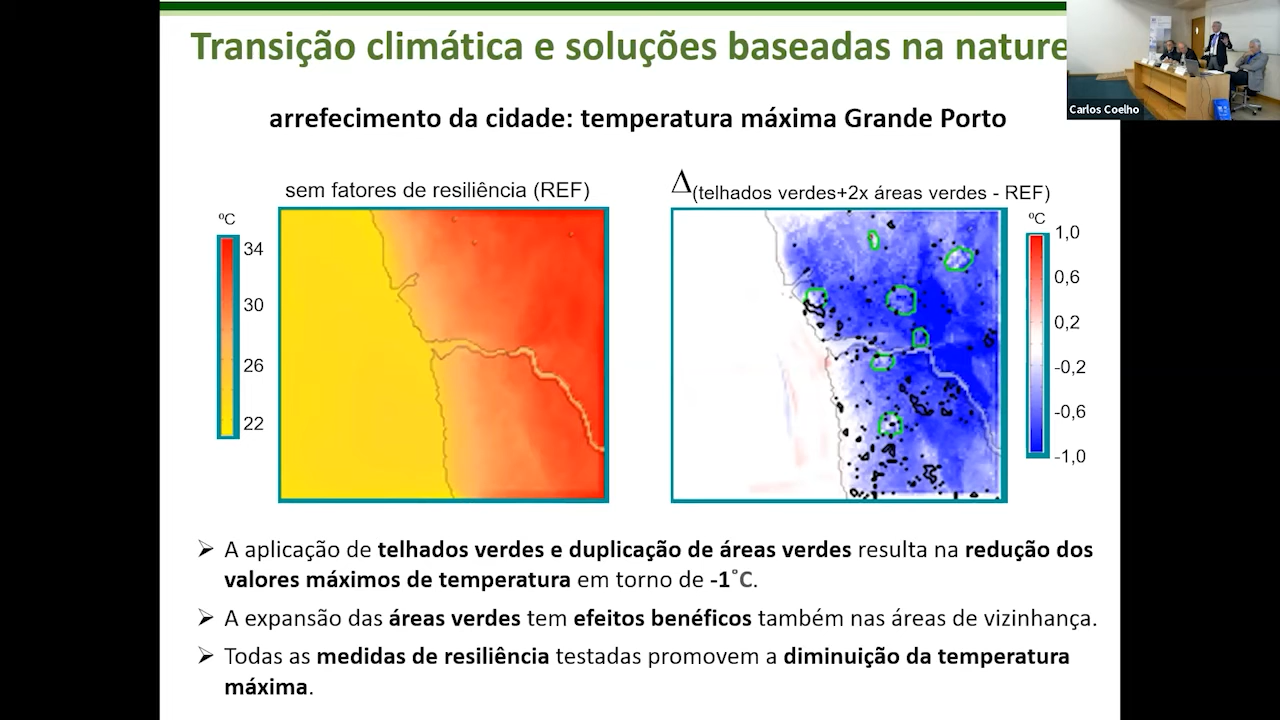 Transição climática e soluções baseadas na nature
Carlos Coelho
arrefecimento da cidade: temperatura máxima Grande Porto
sem fatores de resiliência (REF)
Δ(telhados verdes+2x áreas verdes - REF)
ºC
34
30
26
22
ºC
1,0
0,6
0,2
-0,2
-0,6
-1,0
➢ A aplicação de telhados verdes e duplicação de áreas verdes resulta na redução dos
valores máximos de temperatura em torno de -1˚C.
➢ A expansão das áreas verdes tem efeitos benéficos também nas áreas de vizinhança.
➢ Todas as medidas de resiliência testadas promovem a diminuição da temperatura
máxima.